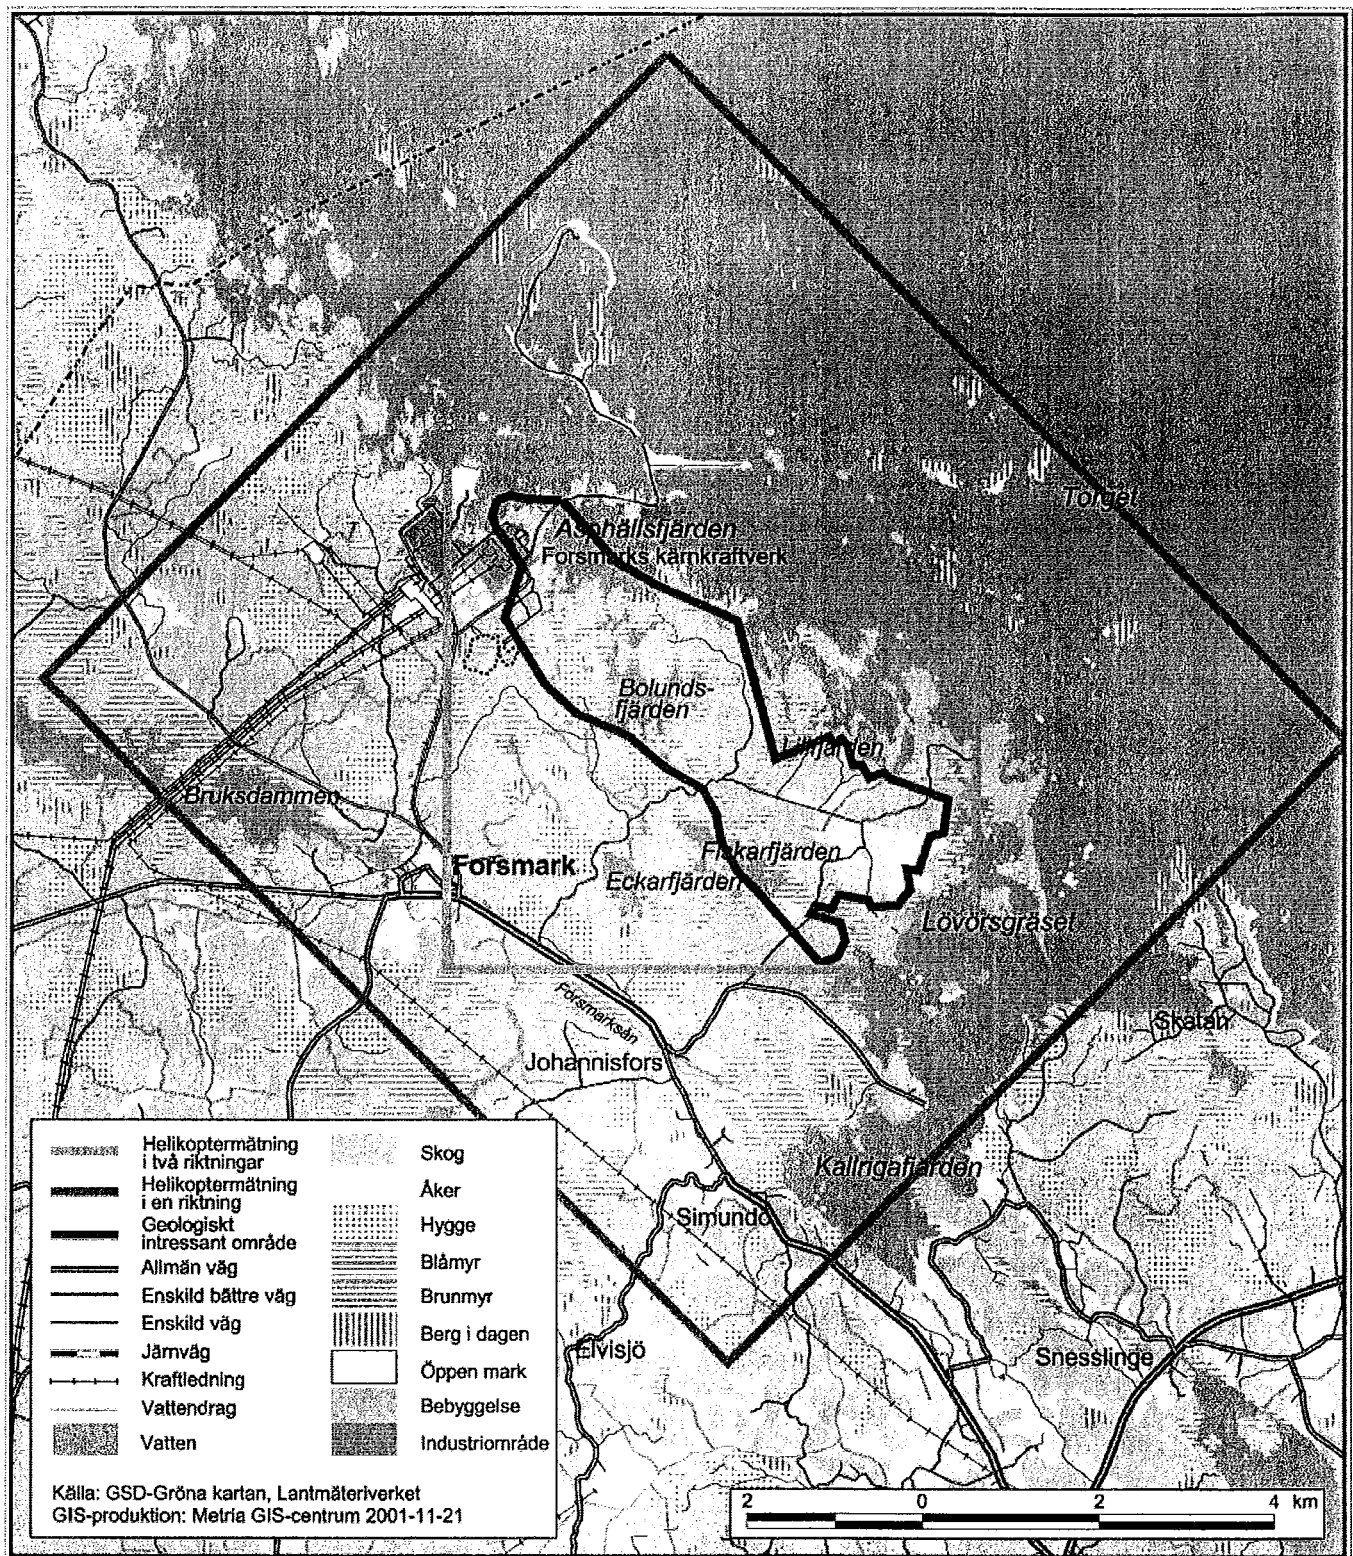 Torget
Asphällsfjärden
Forsmarks kärnkraftverk
Bolunds-
fjärden
Lillfjärden
Bruksdammen
Forsmark
Fiskarfjärden
Eckarfjärden
Lövörsgräset
Forsmarksån
Skatan
Johannisfors
Kallrigafjärden
Simundö
Elvisjö
Snesslinge
Helikoptermätning
i två riktningar
Helikoptermätning
i en riktning
Geologiskt
intressant område
Allmän väg
Enskild bättre väg
Enskild väg
Järnväg
Kraftledning
Vattendrag
Vatten
Skog
Åker
Hygge
Blåmyr
Brunmyr
Berg i dagen
Öppen mark
Bebyggelse
Industriområde
Källa: GSD-Gröna kartan, Lantmäteriverket
GIS-produktion: Metria GIS-centrum 2001-11-21
2 0 2 4 km